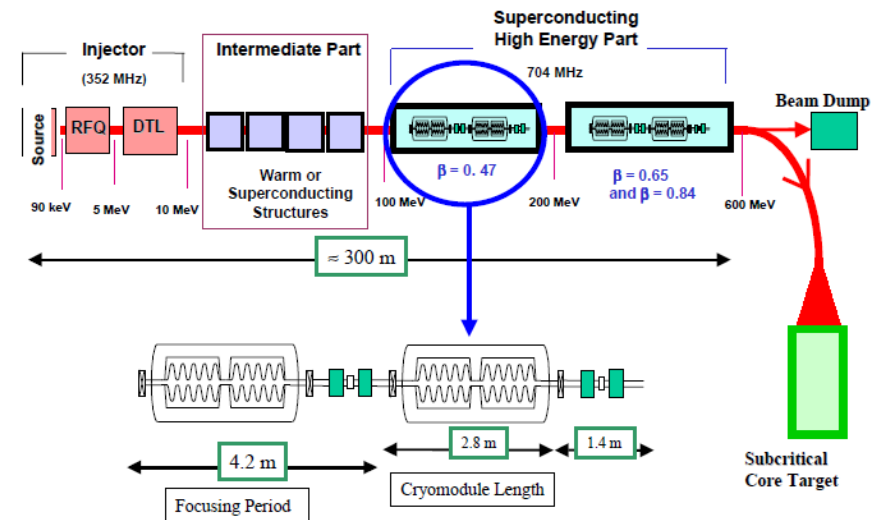 Superconducting
High Energy Part
Injector
(352 MHz)
Intermediate Part
704 MHz
Beam Dump
Source
RFQ
DTL
β = 0. 47
β = 0.65
and β = 0.84
Warm or
Superconducting
Structures
90 keV
5 MeV
10 MeV
100 MeV
200 MeV
600 MeV
≈ 300 m
2.8 m
1.4 m
4.2 m
Focusing Period
Cryomodule Length
Subcritical
Core Target